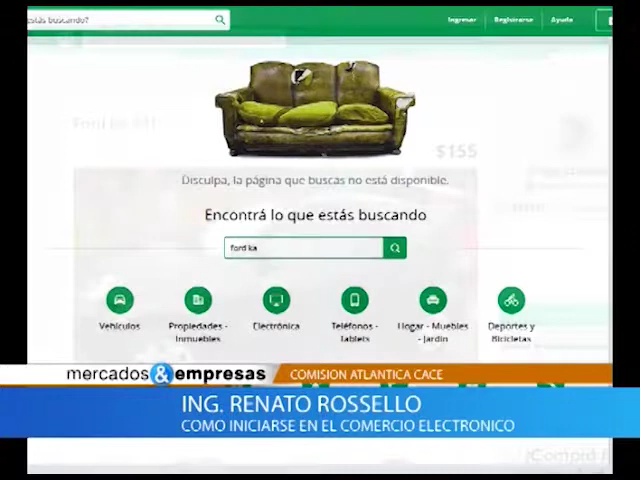 estás buscando?
Ingresar
Registrarse
Ayuda
$155
Disculpa, la página que buscas no está disponible.
Encontrá lo que estás buscando
ford ka
Vehículos
Propiedades - Inmuebles
Electrónica
Teléfonos - Tablets
Hogar - Muebles - Jardín
Deportes y Bicicletas
mercados&empresas
COMISION ATLANTICA CACE
ING. RENATO ROSSELLO
COMO INICIARSE EN EL COMERCIO ELECTRONICO